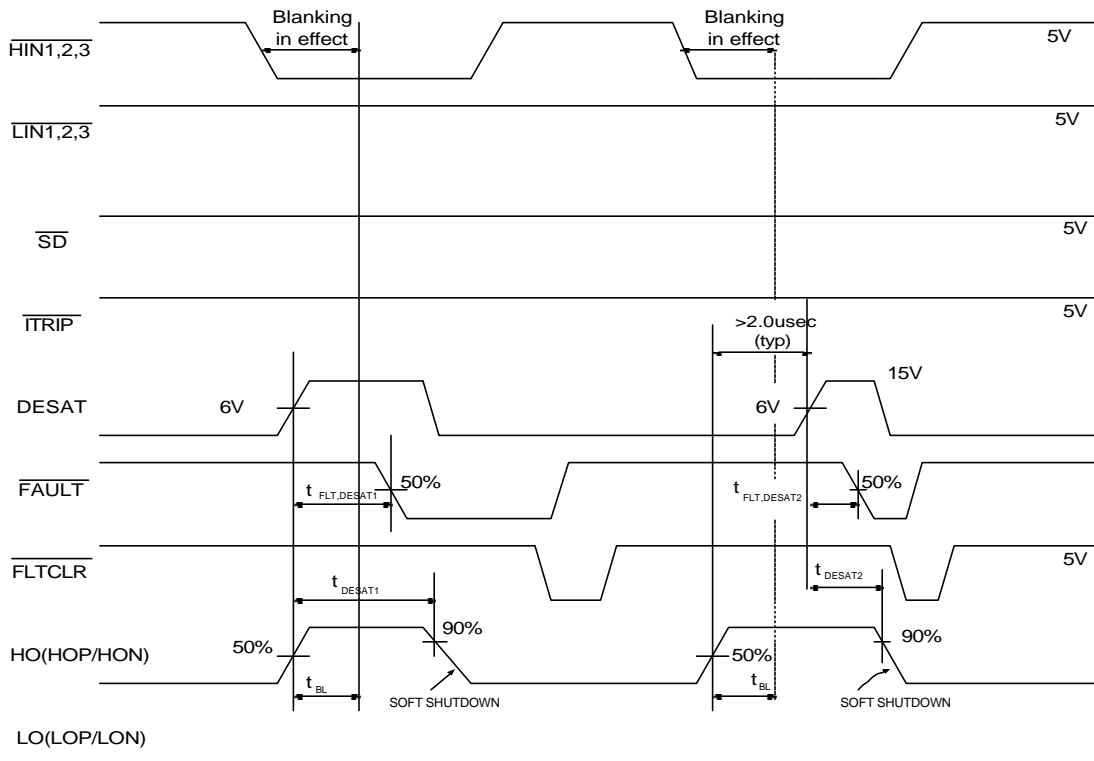 Blanking
in effect
Blanking
in effect
HIN1,2,3
5V
LIN1,2,3
5V
SD
5V
ITRIP
5V
>2.0usec
(typ)
DESAT
6V
6V
15V
FAULT
t FLT,DESAT1
50%
t FLT,DESAT2
50%
FLTCLR
5V
t DESAT1
t DESAT2
HO(HOP/HON)
50%
90%
50%
90%
t BL
SOFT SHUTDOWN
t BL
SOFT SHUTDOWN
LO(LOP/LON)